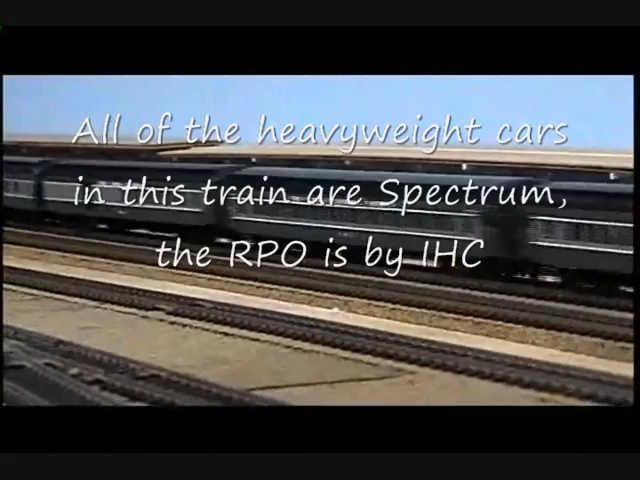 All of the heavyweight cars
in this train are Spectrum,
the RPO is by IHC